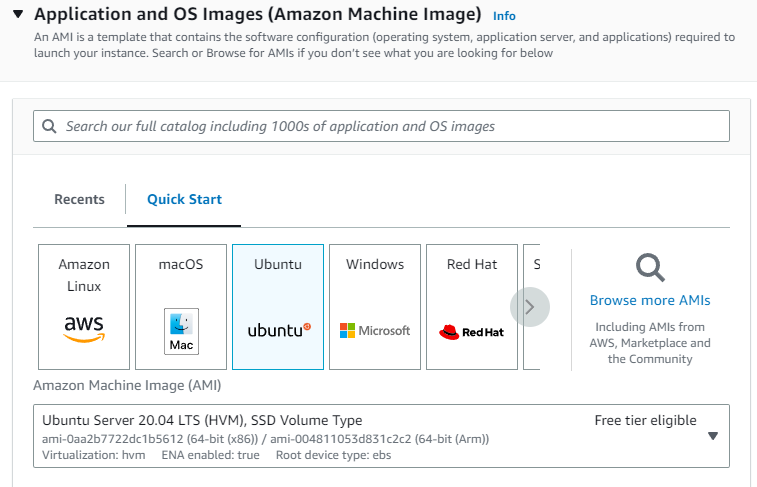 Application and OS Images (Amazon Machine Image) Info
An AMI is a template that contains the software configuration (operating system, application server, and applications) required to
launch your instance. Search or Browse for AMIs if you don't see what you are looking for below
Search our full catalog including 1000s of application and OS images
Recents
Quick Start
Amazon
Linux
aws
macOS
Mac
Ubuntu
ubuntu
Windows
Microsoft
Red Hat
Red Hat
S
Browse more AMIs
Including AMIs from
AWS, Marketplace and
the Community
Amazon Machine Image (AMI)
Ubuntu Server 20.04 LTS (HVM), SSD Volume Type
Free tier eligible
ami-0aa2b7722dc1b5612 (64-bit (x86)) / ami-004811053d831c2c2 (64-bit (Arm))
Virtualization: hvm ENA enabled: true Root device type: ebs